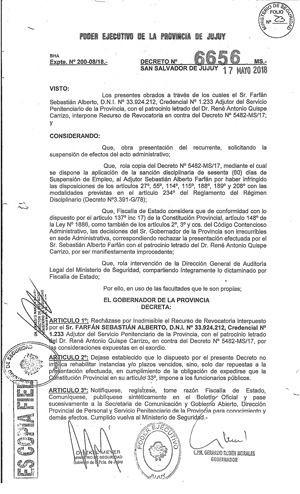 MINISTERIO DE SEGURIDAD
FOLIO
23
PODER EJECUTIVO DE LA PROVINCIA DE JUJUY
BHA
Expte. Nº 200-08/18.-
DECRETO Nº 6656 MS.-
SAN SALVADOR DE JUJUY, 17 MAYO 2018
VISTO:
Los presentes obrados a través de los cuales el Sr. Farfán
Sebastián Alberto, D.N.I. Nº 33.924.212, Credencial Nº 1.233 Adjutor del Servicio
Penitenciario de la Provincia, con el patrocinio letrado del Dr. René Antonio Quispe
Carrizo, interpone Recurso de Revocatoria en contra del Decreto Nº 5482-MS/17;
y
CONSIDERANDO:
Que, obra presentación del recurrente, solicitando la
suspensión de efectos del acto administrativo;
Que, rola copia del Decreto Nº 5482-MS/17, mediante el cual
se dispone la aplicación de la sanción disciplinaria de sesenta (60) días de
Suspensión de Empleo, al Adjutor Sebastián Alberto Farfán por haber infringido
las disposiciones de los artículos 27º, 55º, 114º, 115º, 188º, 189º y 208º con las
modalidades previstas en el artículo 234º del Reglamento del Régimen
Disciplinario (Decreto Nº3.391-G/78);
Que, Fiscalía de Estado considera que de conformidad con lo
dispuesto por el artículo 137º inc 17) de la Constitución Provincial, artículo 148º de
la Ley Nº 1886, como también de los artículos 2º, 3º y cos. del Código Contencioso
Administrativo, las decisiones del Sr. Gobernador de la Provincia son irrecurribles
en sede Administrativa, correspondiendo rechazar la presentación efectuada por el
Sr. Sebastián Alberto Farfán con el patrocinio letrado del Dr. René Antonio Quispe
Carrizo, por ser manifiestamente improcedente;
Que, rola intervención de la Dirección General de Auditoría
Legal del Ministerio de Seguridad, compartiendo íntegramente lo dictaminado por
Fiscalía de Estado;
Por ello, en uso de las facultades que le son propias;
EL GOBERNADOR DE LA PROVINCIA
DECRETA:
ARTICULO 1º: Rechácese por Inadmisible el Recurso de Revocatoria interpuesto
por el Sr. FARFÁN SEBASTIÁN ALBERTO, D.N.I. Nº 33.924.212, Credencial Nº
1.233 Adjutor del Servicio Penitenciario de la Provincia, con el patrocinio letrado
del Dr. René Antonio Quispe Carrizo, en contra del Decreto Nº 5482-MS/17, por
las consideraciones expuestas en el exordio.
ARTICULO 2º: Dejase establecido que lo dispuesto por el presente Decreto no
implica rehabilitar instancias y/o plazos vencidos, sino, solo dar repuestas a la
presentación efectuada, en cumplimiento de la obligación de expedirse que la
Constitución Provincial en su artículo 33º, impone a los funcionarios públicos.
ARTICULO 3º: Notifíquese, regístrese, tome razón Fiscalía de Estado,
Comuníquese, publíquese sintéticamente en el Boletín Oficial y pase
sucesivamente a la Secretaría de Comunicación y Gobierno Abierto, Dirección
Provincial de Personal y Servicio Penitenciario de la Provincia para conocimiento y
demás efectos. Cumplido vuelva al Ministerio de Seguridad.-
ES COPIA FIEL
PODER EJECUTIVO
MINISTRO DE SEGURIDAD
C.P.N. GERARDO RUBEN MORALES
GOBERNADOR